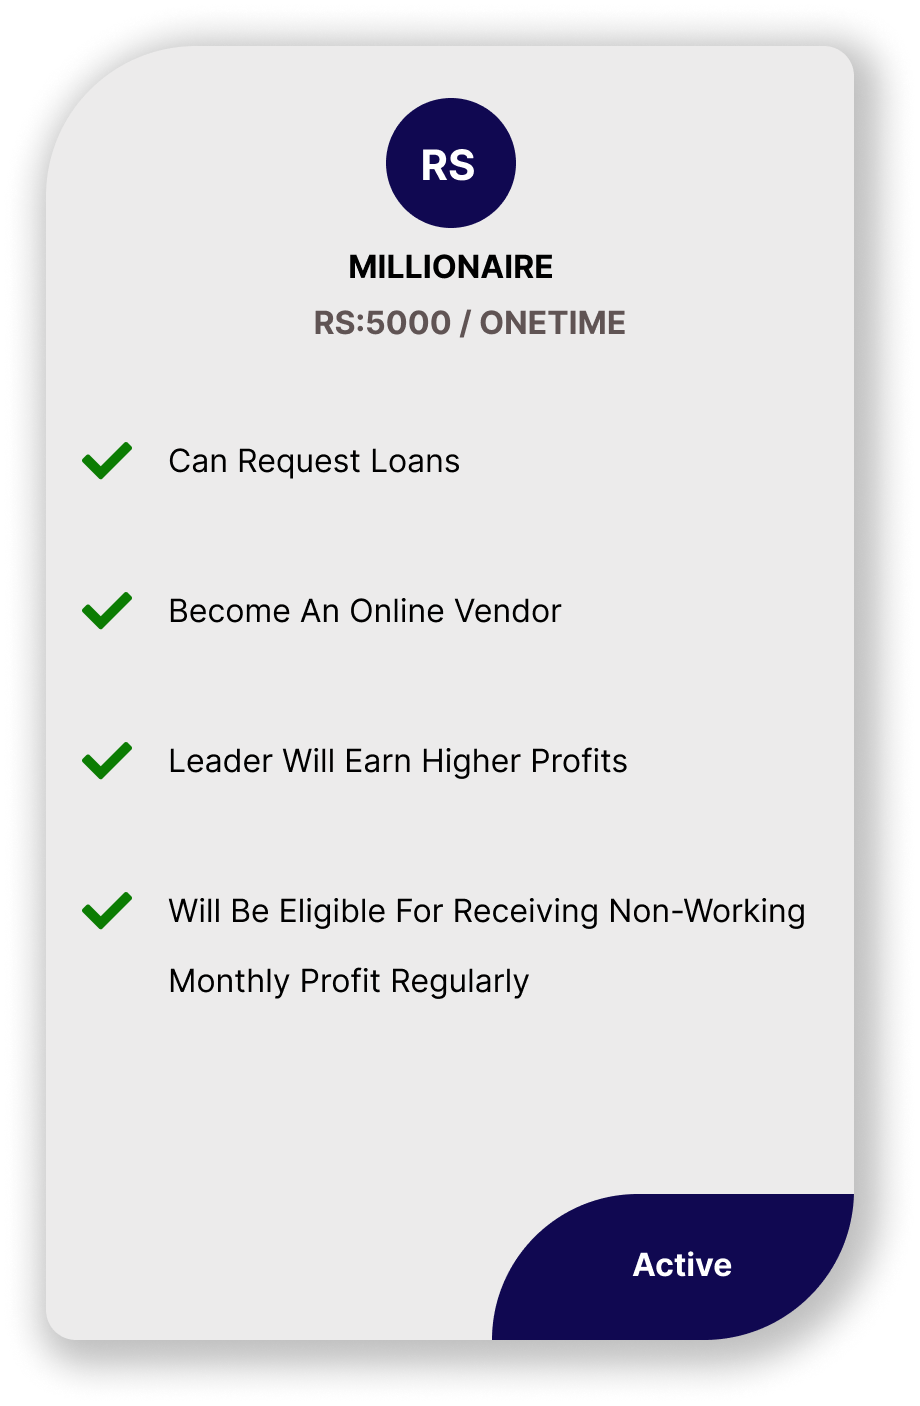 RS
MILLIONAIRE
RS:5000 / ONETIME
Can Request Loans
Become An Online Vendor
Leader Will Earn Higher Profits
Will Be Eligible For Receiving Non-Working
Monthly Profit Regularly
Active